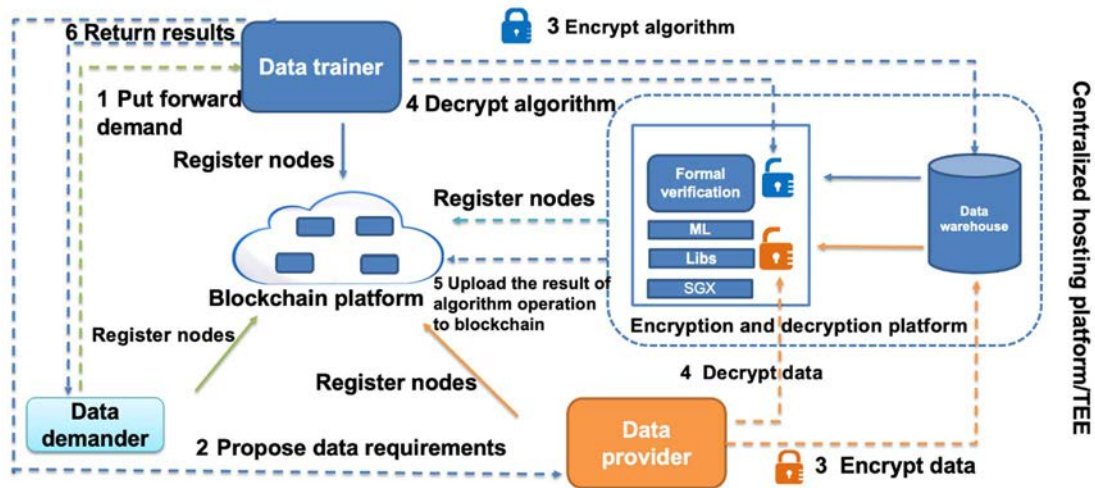 6 Return results
3 Encrypt algorithm
Data trainer
1 Put forward
demand
4 Decrypt algorithm
Register nodes
Formal
verification
Register nodes
ML
Libs
SGX
Data
warehouse
Centralized hosting platform/TEE
Blockchain platform
5 Upload the result of
algorithm operation
to blockchain
Encryption and decryption platform
Register nodes
Register nodes
4 Decrypt data
Data
demander
2 Propose data requirements
Data
provider
3 Encrypt data